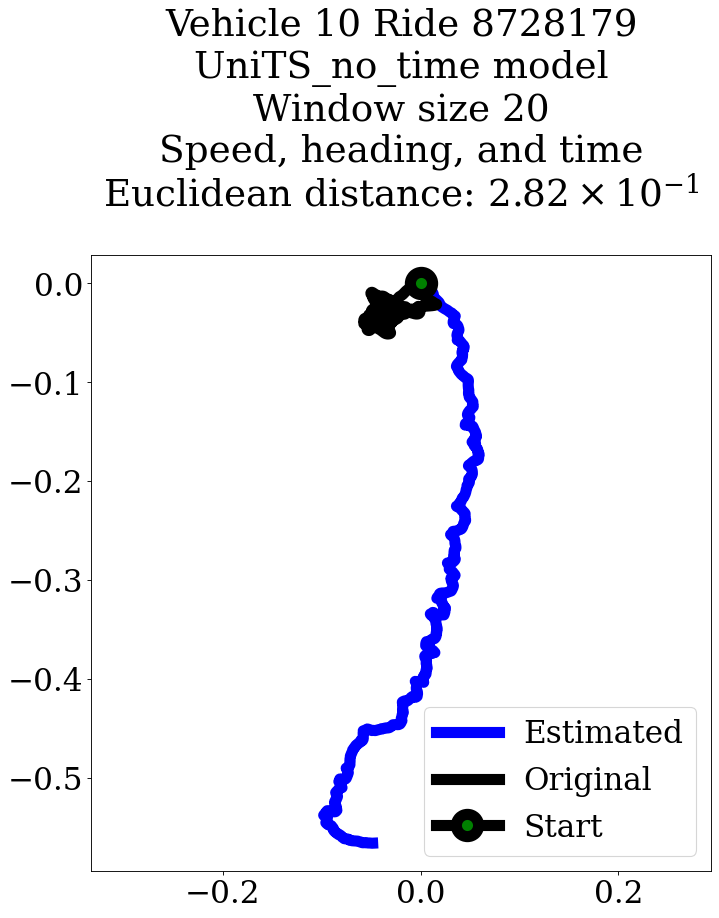 Vehicle 10 Ride 8728179
UniTS_no_time model
Window size 20
Speed, heading, and time
Euclidean distance: 2.82 × 10⁻¹
0.0
−0.1
−0.2
−0.3
−0.4
−0.5
Estimated
Original
Start
−0.2
0.0
0.2